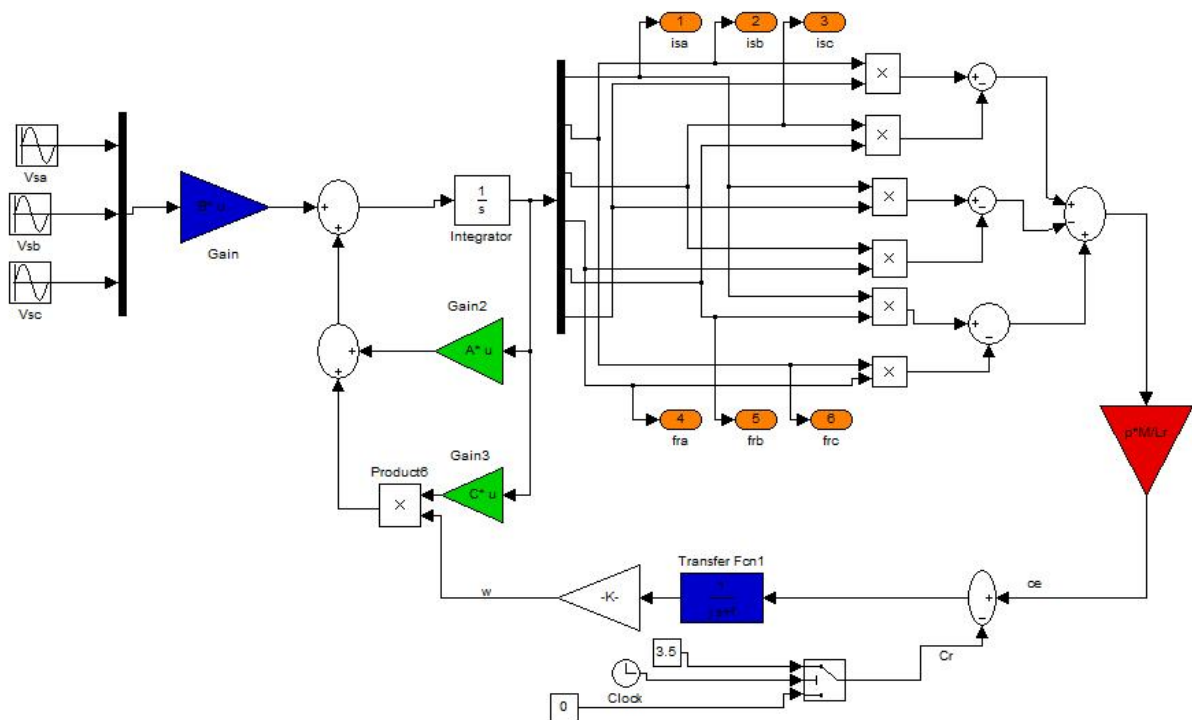 1
2
3
isa
isb
isc
Vsa
Vsb
Vsc
Gain
+
+
1
s
Integrator
×
×
×
×
×
×
+
−
+
−
+
−
+
−
+
Gain2
A* u
+
+
Gain3
C* u
Product6
×
4
5
6
fra
frb
frc
p*M/Lr
Transfer Fcn1
-K-
w
+
−
ce
Cr
3.5
Clock
0